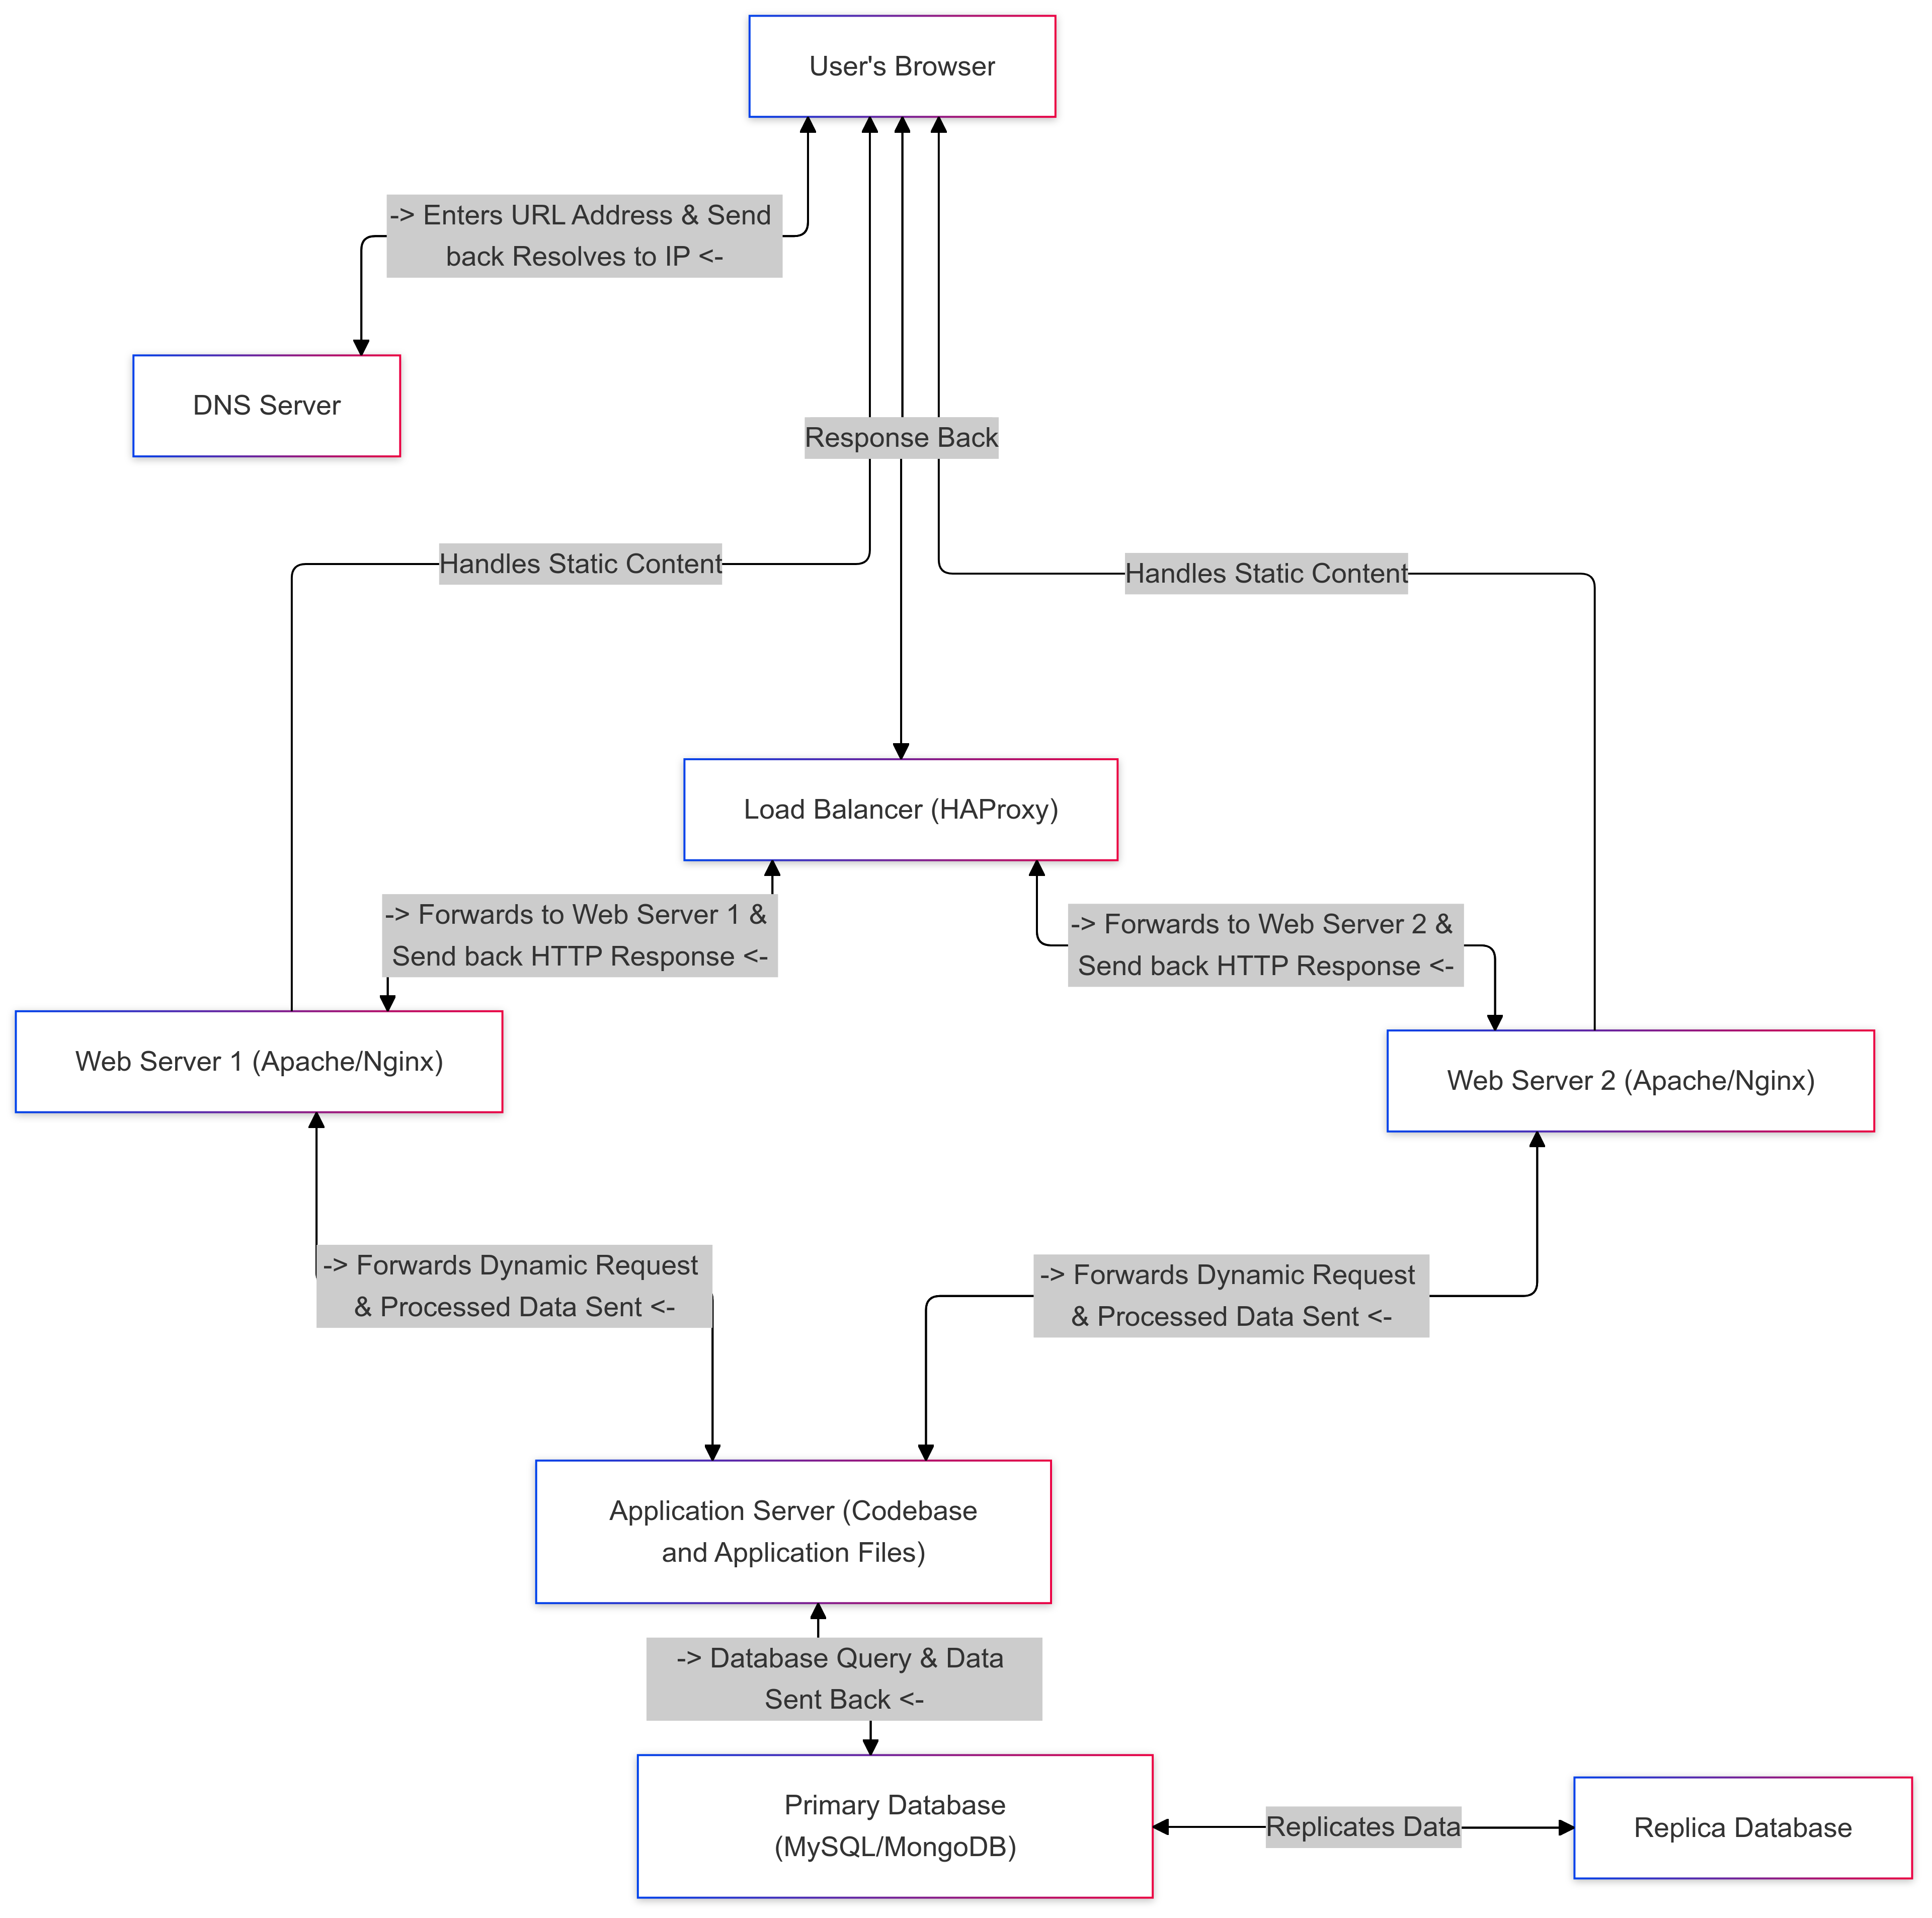 User's Browser
-> Enters URL Address & Send
back Resolves to IP <-
DNS Server
Response Back
Handles Static Content
Handles Static Content
Load Balancer (HAProxy)
-> Forwards to Web Server 1 &
Send back HTTP Response <-
-> Forwards to Web Server 2 &
Send back HTTP Response <-
Web Server 1 (Apache/Nginx)
Web Server 2 (Apache/Nginx)
-> Forwards Dynamic Request
& Processed Data Sent <-
-> Forwards Dynamic Request
& Processed Data Sent <-
Application Server (Codebase
and Application Files)
-> Database Query & Data
Sent Back <-
Primary Database
(MySQL/MongoDB)
Replicates Data
Replica Database